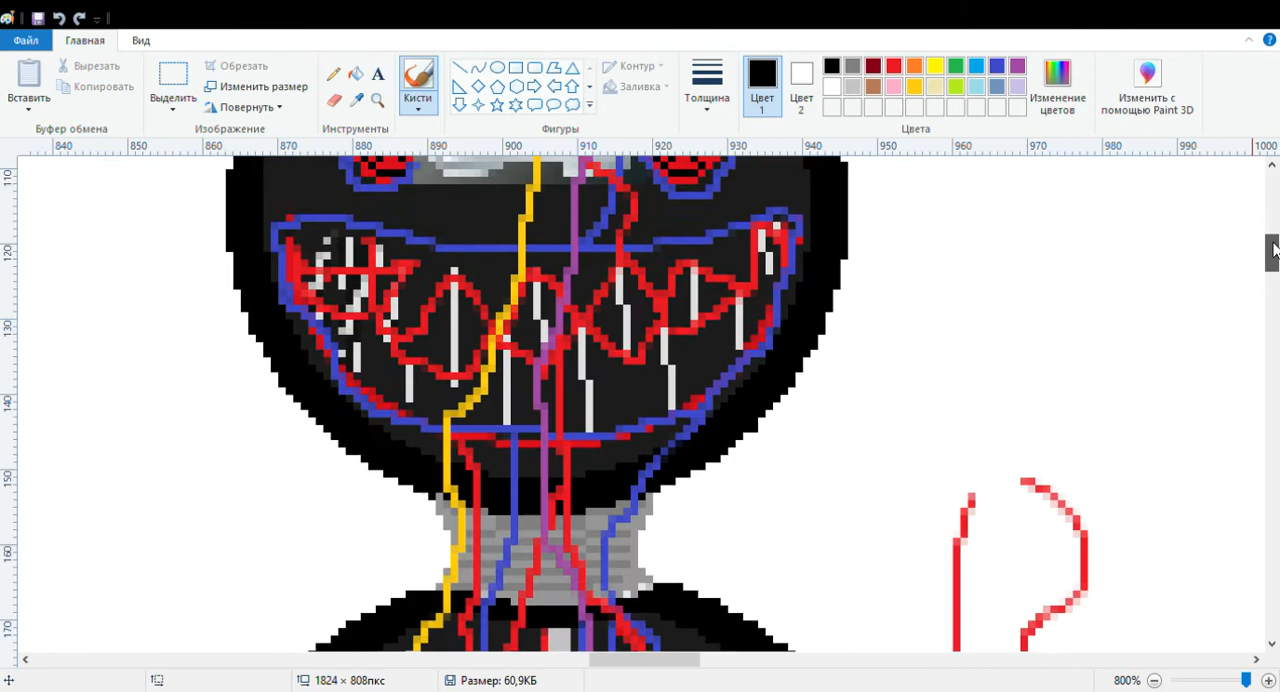 Файл Главная Вид
Вставить
Вырезать
Копировать
Буфер обмена
Выделить
Обрезать
Изменить размер
Повернуть
Изображение
A
Инструменты
Кисти
Контур
Заливка
Фигуры
Толщина
Цвет 1
Цвет 2
Изменение цветов
Цвета
Изменить с помощью Paint 3D
840 850 860 870 880 890 900 910 920 930 940 950 960 970 980 990 1000
110
120
130
140
150
160
170
1824 × 808пкс
Размер: 60,9КБ
800%